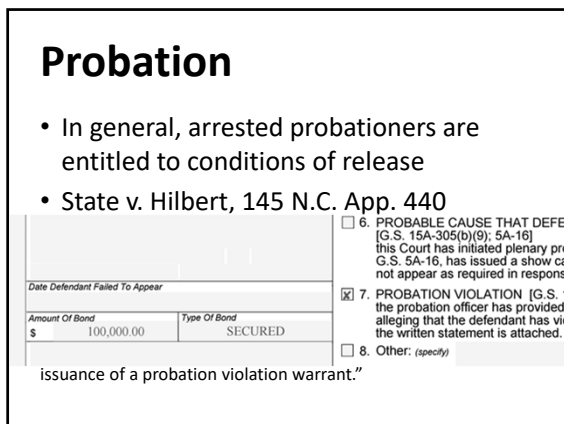 Probation
• In general, arrested probationers are
entitled to conditions of release
• State v. Hilbert, 145 N.C. App. 440
6. PROBABLE CAUSE THAT DEFE
[G.S. 15A-305(b)(9); 5A-16]
this Court has initiated plenary pr
G.S. 5A-16, has issued a show ca
not appear as required in respons
Date Defendant Failed To Appear
Amount Of Bond
$ 100,000.00
Type Of Bond
SECURED
X 7. PROBATION VIOLATION [G.S. 1
the probation officer has provided
alleging that the defendant has vi
the written statement is attached.
8. Other: (specify)
issuance of a probation violation warrant.”